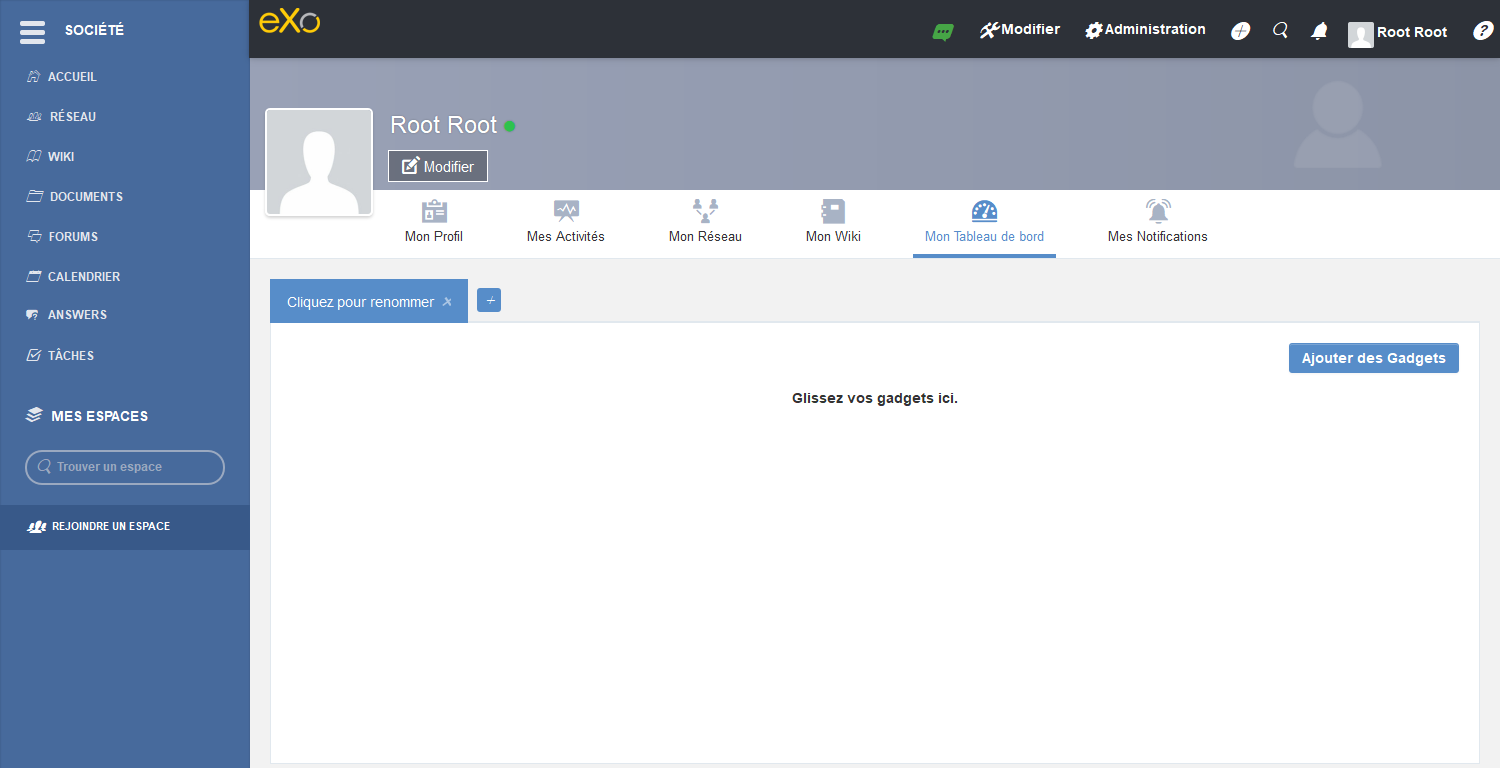 SOCIÉTÉ
eXo
Modifier
Administration
Root Root
ACCUEIL
RÉSEAU
WIKI
DOCUMENTS
FORUMS
CALENDRIER
ANSWERS
TÂCHES
MES ESPACES
Trouver un espace
REJOINDRE UN ESPACE
Root Root
Modifier
Mon Profil
Mes Activités
Mon Réseau
Mon Wiki
Mon Tableau de bord
Mes Notifications
Cliquez pour renommer
Ajouter des Gadgets
Glissez vos gadgets ici.